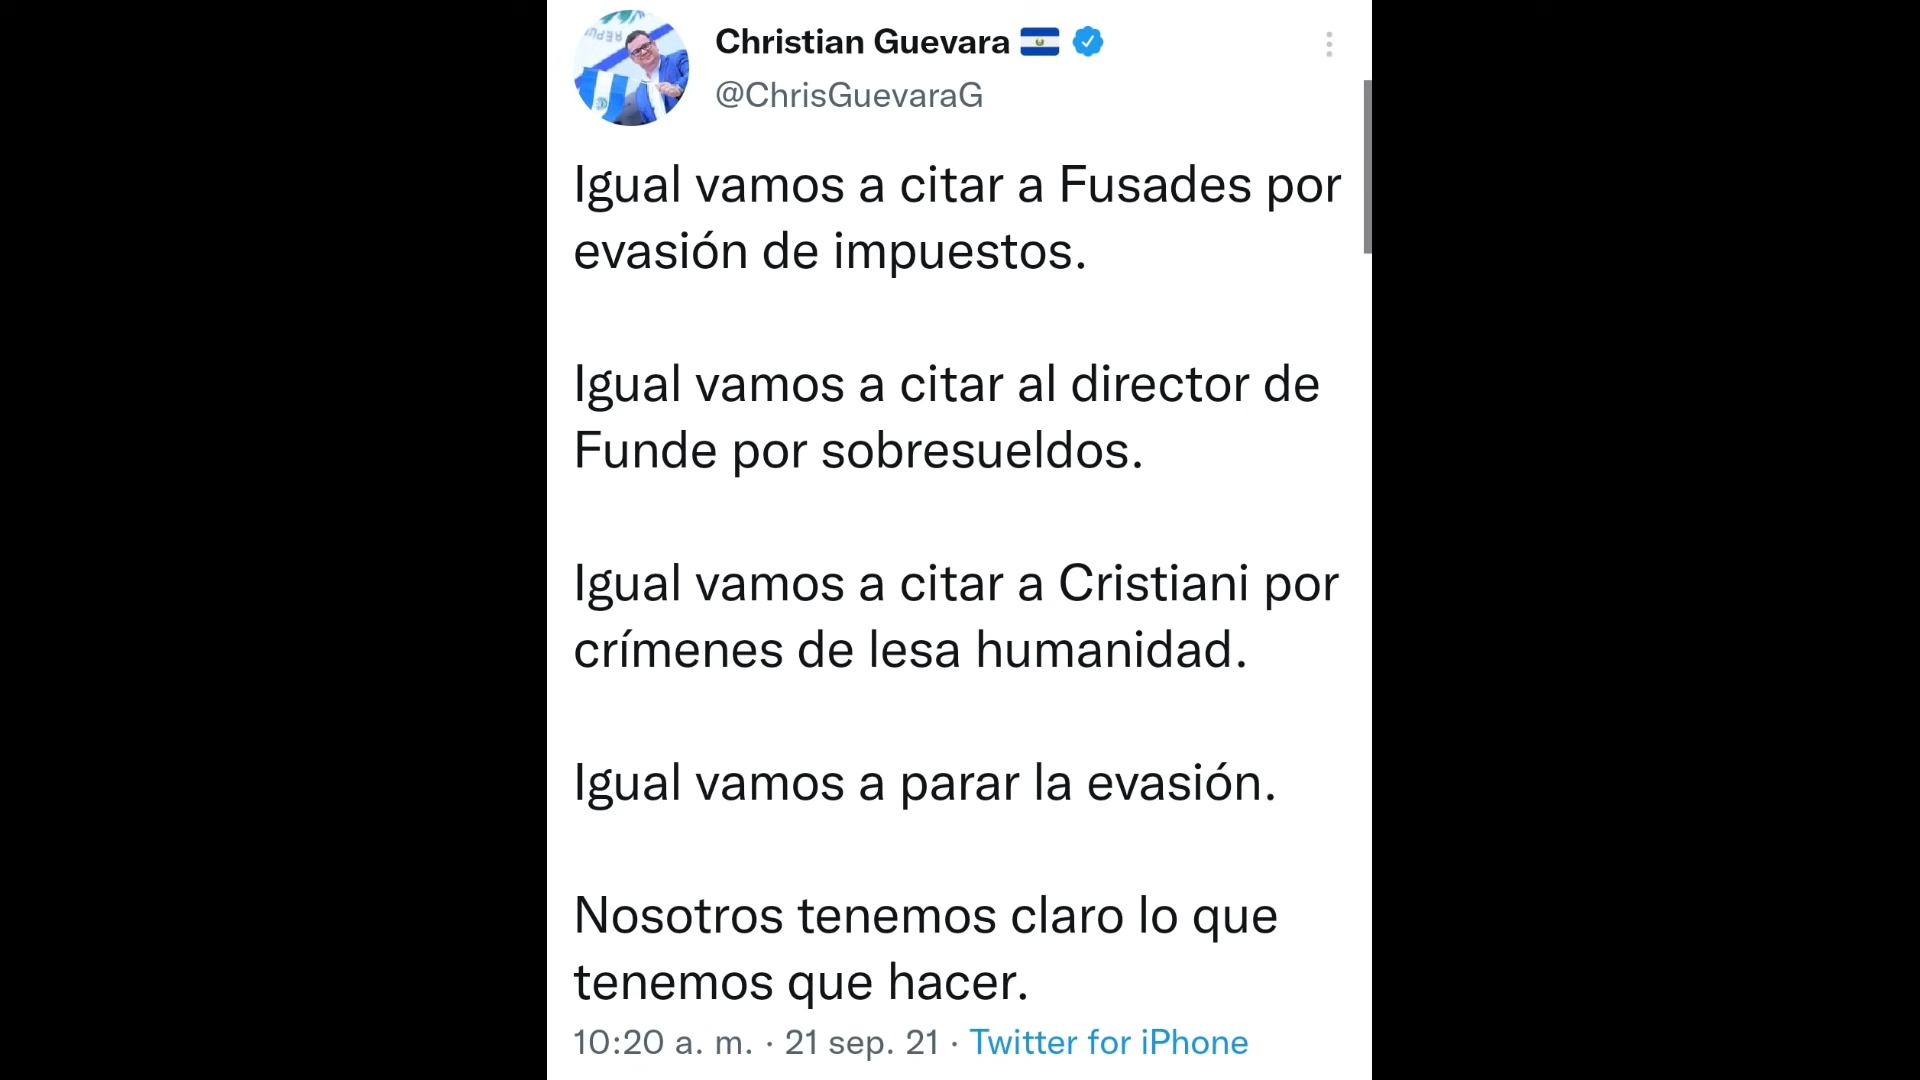 Christian Guevara
@ChrisGuevaraG
Igual vamos a citar a Fusades por
evasión de impuestos.
Igual vamos a citar al director de
Funde por sobresueldos.
Igual vamos a citar a Cristiani por
crímenes de lesa humanidad.
Igual vamos a parar la evasión.
Nosotros tenemos claro lo que
tenemos que hacer.
10:20 a. m. · 21 sep. 21 · Twitter for iPhone